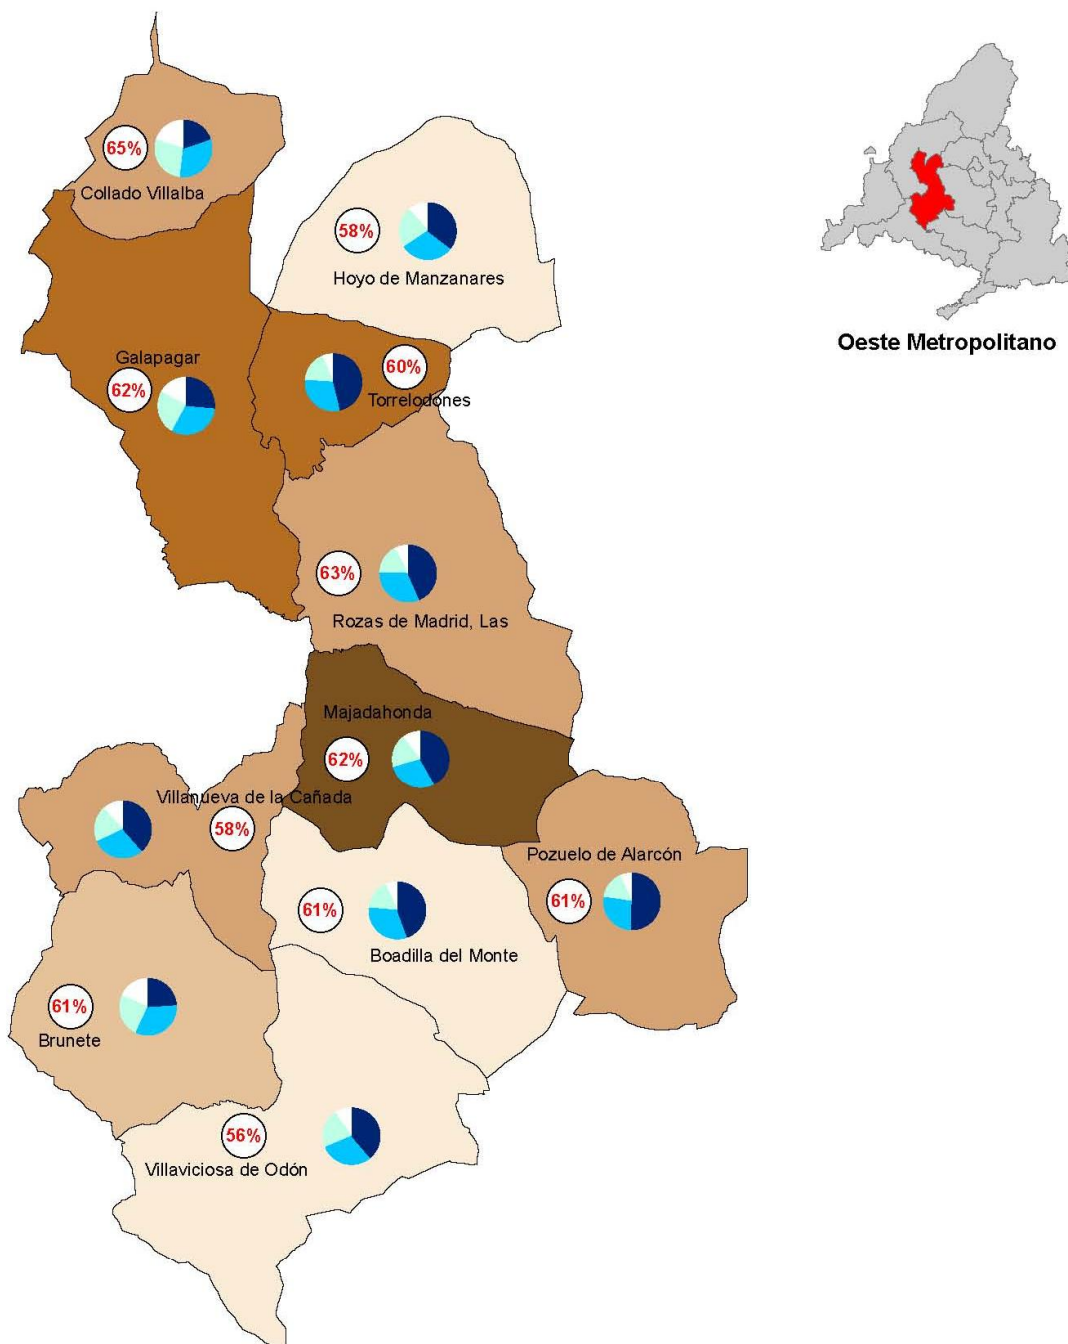 65%
Collado Villalba
58%
Hoyo de Manzanares
Oeste Metropolitano
Galapagar
62%
60%
Torrelodones
63%
Rozas de Madrid, Las
Majadahonda
62%
Villanueva de la Cañada
58%
Pozuelo de Alarcón
61%
61%
Boadilla del Monte
61%
Brunete
56%
Villaviciosa de Odón